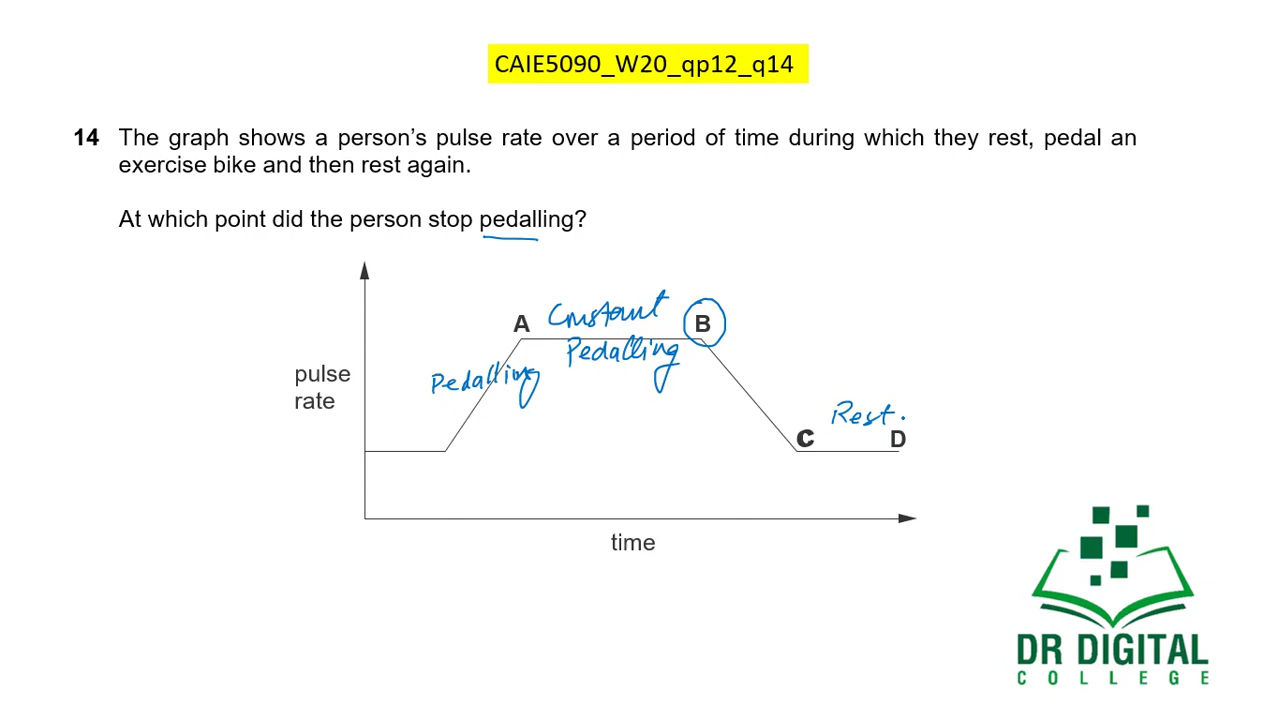 CAIE5090_W20_qp12_q14
14 The graph shows a person's pulse rate over a period of time during which they rest, pedal an
exercise bike and then rest again.
At which point did the person stop pedalling?
A Constant B
Pedalling
Pedalling
pulse
rate
Rest.
C D
time
DR DIGITAL
COLLEGE